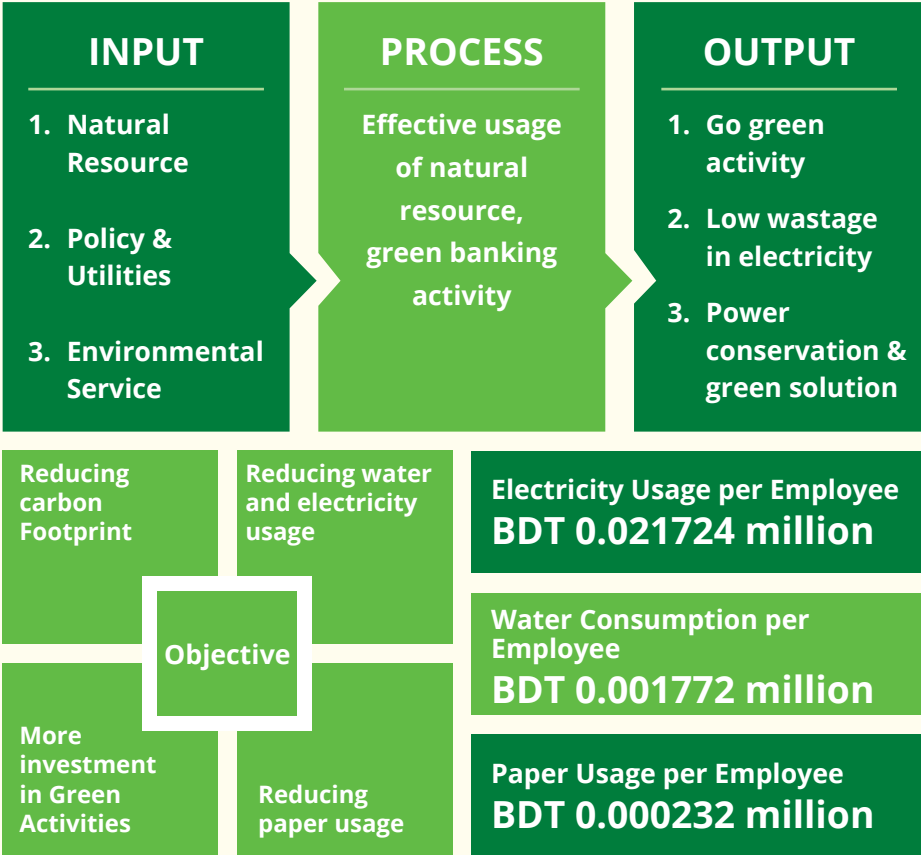 INPUT
1. Natural
Resource
2. Policy &
Utilities
3. Environmental
Service
PROCESS
Effective usage
of natural
resource,
green banking
activity
OUTPUT
1. Go green
activity
2. Low wastage
in electricity
3. Power
conservation &
green solution
Reducing
carbon
Footprint
Reducing water
and electricity
usage
Objective
More
investment
in Green
Activities
Reducing
paper usage
Electricity Usage per Employee
BDT 0.021724 million
Water Consumption per
Employee
BDT 0.001772 million
Paper Usage per Employee
BDT 0.000232 million